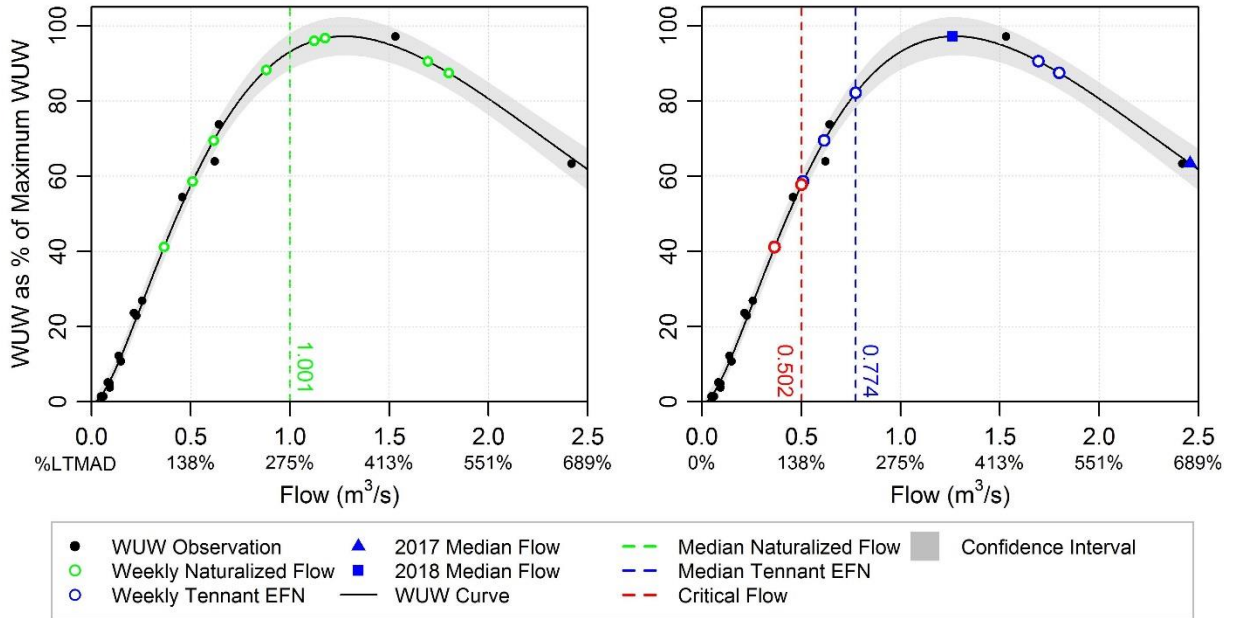 WUW as % of Maximum WUW
100
80
60
40
20
0
1.001
0.0 0.5 1.0 1.5 2.0 2.5
%LTMAD 138% 275% 413% 551% 689%
Flow (m³/s)
100
80
60
40
20
0
0.502
0.774
0.0 0.5 1.0 1.5 2.0 2.5
0% 138% 275% 413% 551% 689%
Flow (m³/s)
WUW Observation 2017 Median Flow Median Naturalized Flow Confidence Interval
Weekly Naturalized Flow 2018 Median Flow Median Tennant EFN
Weekly Tennant EFN WUW Curve Critical Flow